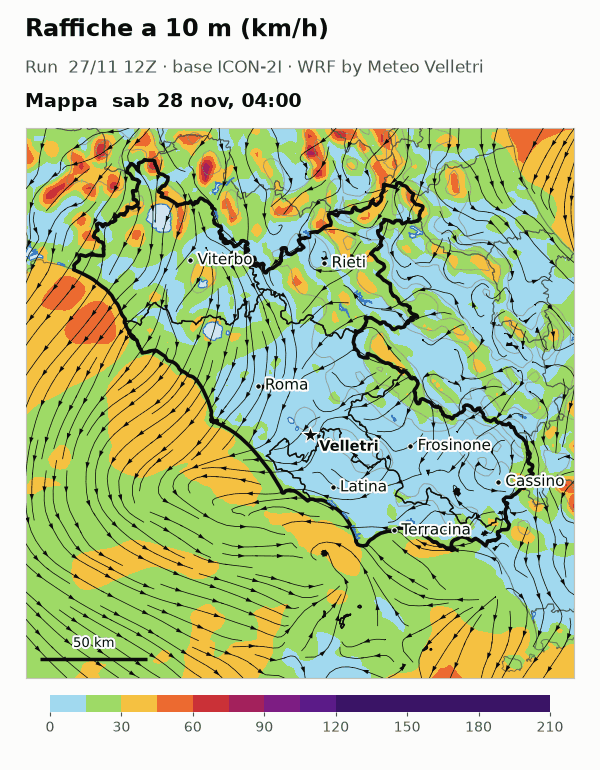 Raffiche a 10 m (km/h)
Run 27/11 12Z · base ICON-2I · WRF by Meteo Velletri
Mappa sab 28 nov, 04:00
Viterbo
Rieti
Roma
Velletri
Frosinone
Latina
Cassino
Terracina
50 km
0 30 60 90 120 150 180 210